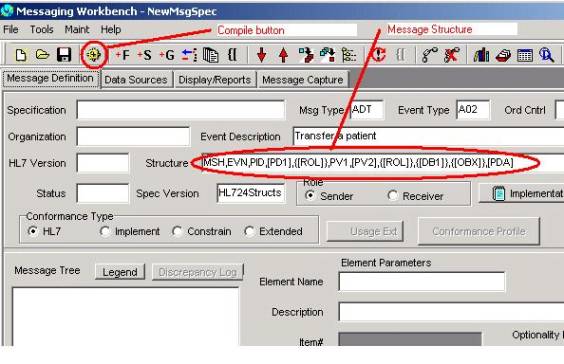 Messaging Workbench - NewMsgSpec
File Tools Maint Help
Compile button
Message Structure
+F +S +G
Message Definition Data Sources Display/Reports Message Capture
Specification Msg Type ADT Event Type A02 Ord Cntrl
Organization Event Description Transfer a patient
HL7 Version Structure MSH,EVN,PID,[PD1],{[ROL]},PV1,[PV2],{[ROL]},{[DB1]},{[OBX]},[PDA]
Role
Status Spec Version HL724Structs Sender Receiver Implementat
Conformance Type
HL7 Implement Constrain Extended Usage Ext Conformance Profile
Element Parameters
Message Tree Legend Discrepancy Log
Element Name
Description
Item# Optionality